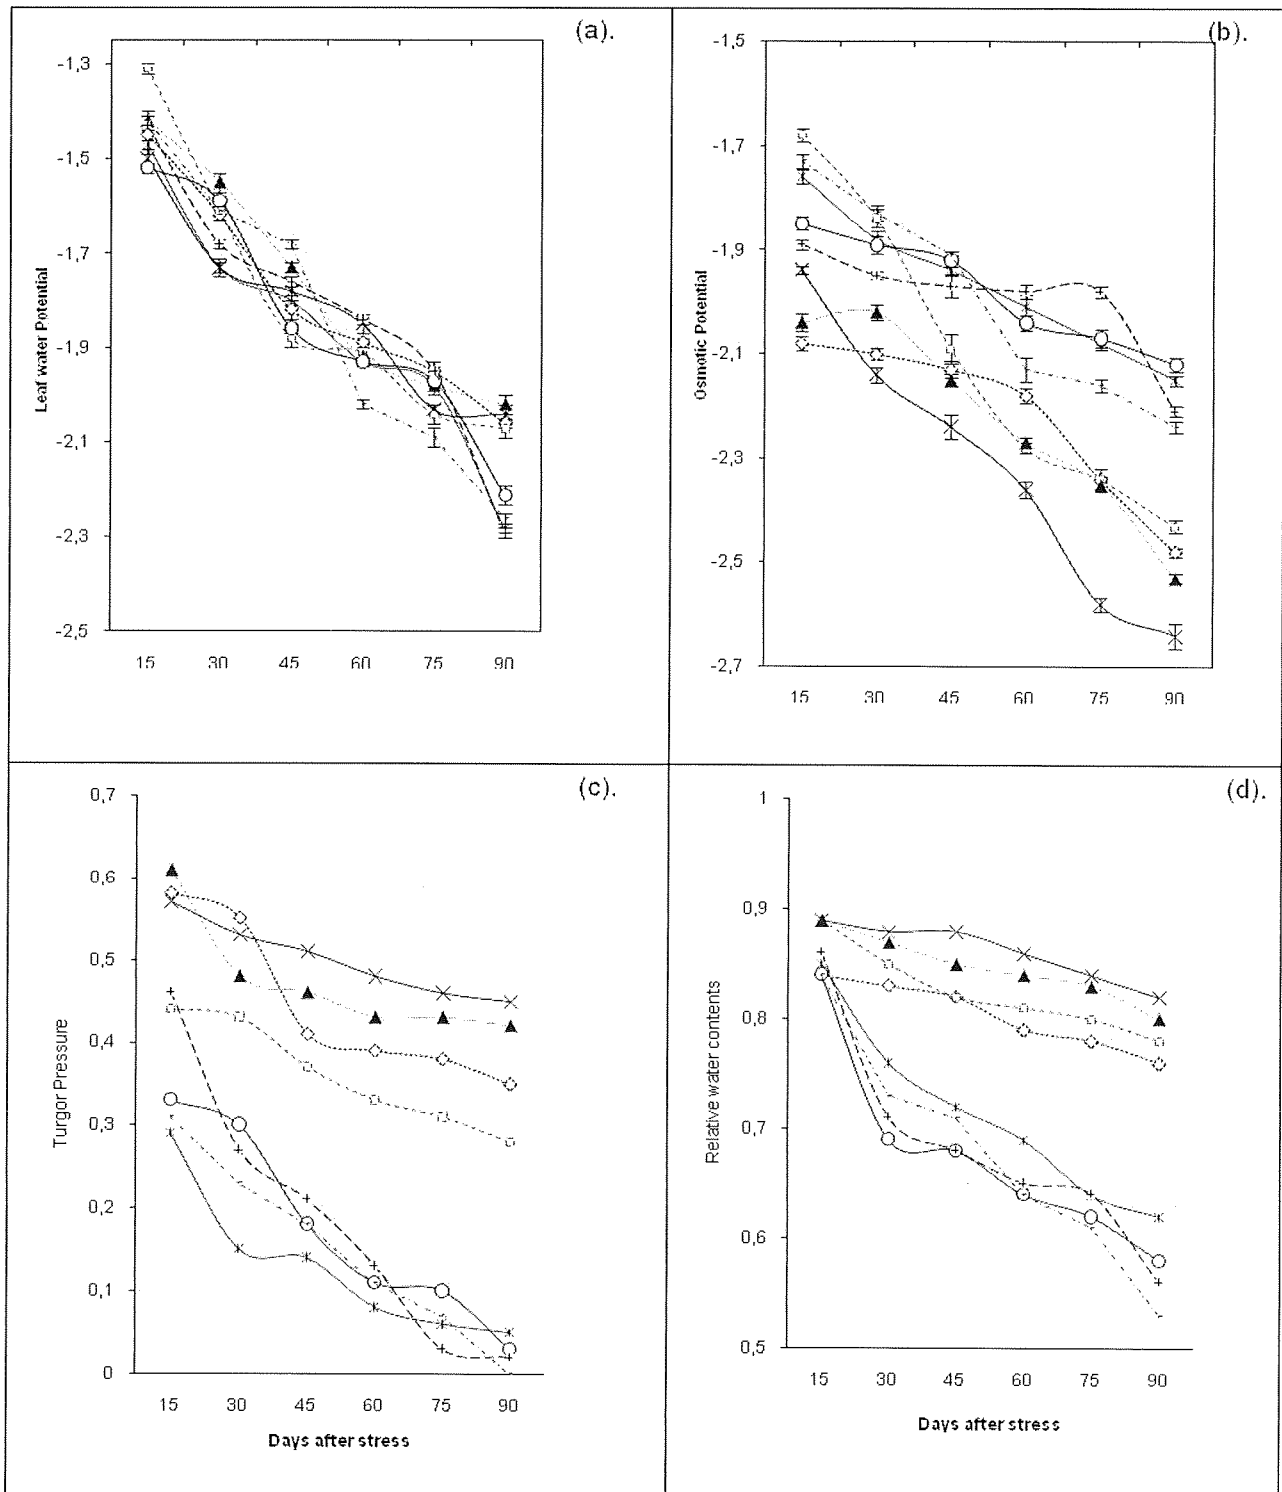 (a).
-1,3
-1,5
-1,7
-1,9
-2,1
-2,3
-2,5
Leaf water Potential
15 30 45 60 75 90
(b).
-1,5
-1,7
-1,9
-2,1
-2,3
-2,5
-2,7
Osmotic Potential
15 30 45 60 75 90
(c).
0,7
0,6
0,5
0,4
0,3
0,2
0,1
0
Turgor Pressure
15 30 45 60 75 90
Days after stress
(d).
1
0,9
0,8
0,7
0,6
0,5
Relative water contents
15 30 45 60 75 90
Days after stress